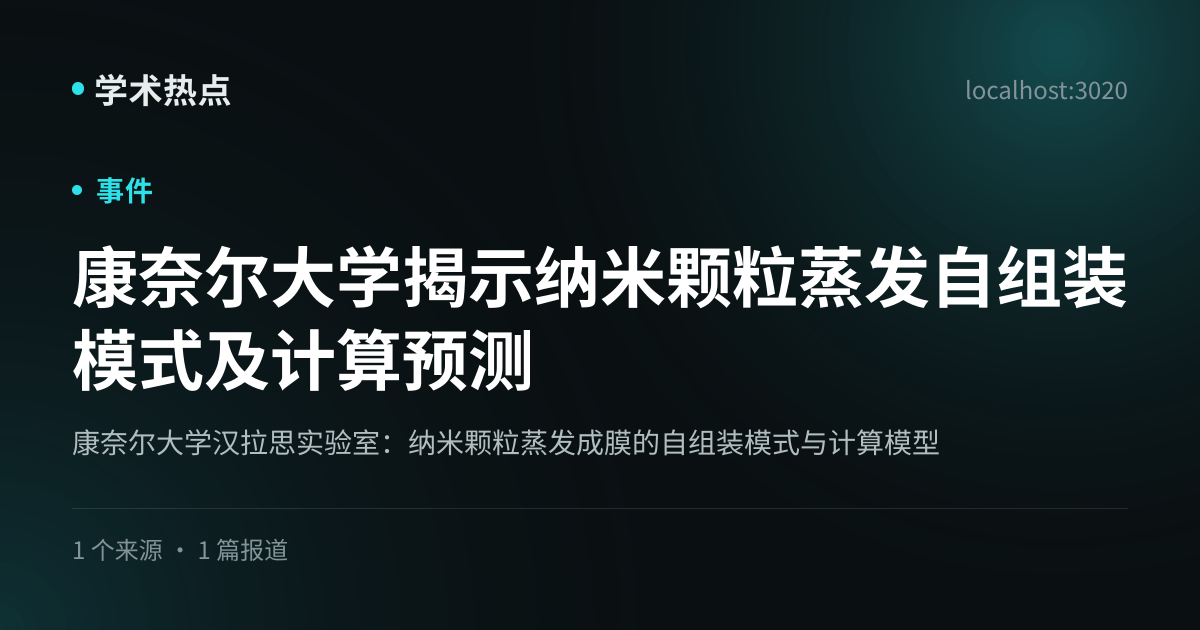 学术热点
localhost:3020
事件
康奈尔大学揭示纳米颗粒蒸发自组装
模式及计算预测
康奈尔大学汉拉思实验室：纳米颗粒蒸发成膜的自组装模式与计算模型
1 个来源 · 1 篇报道